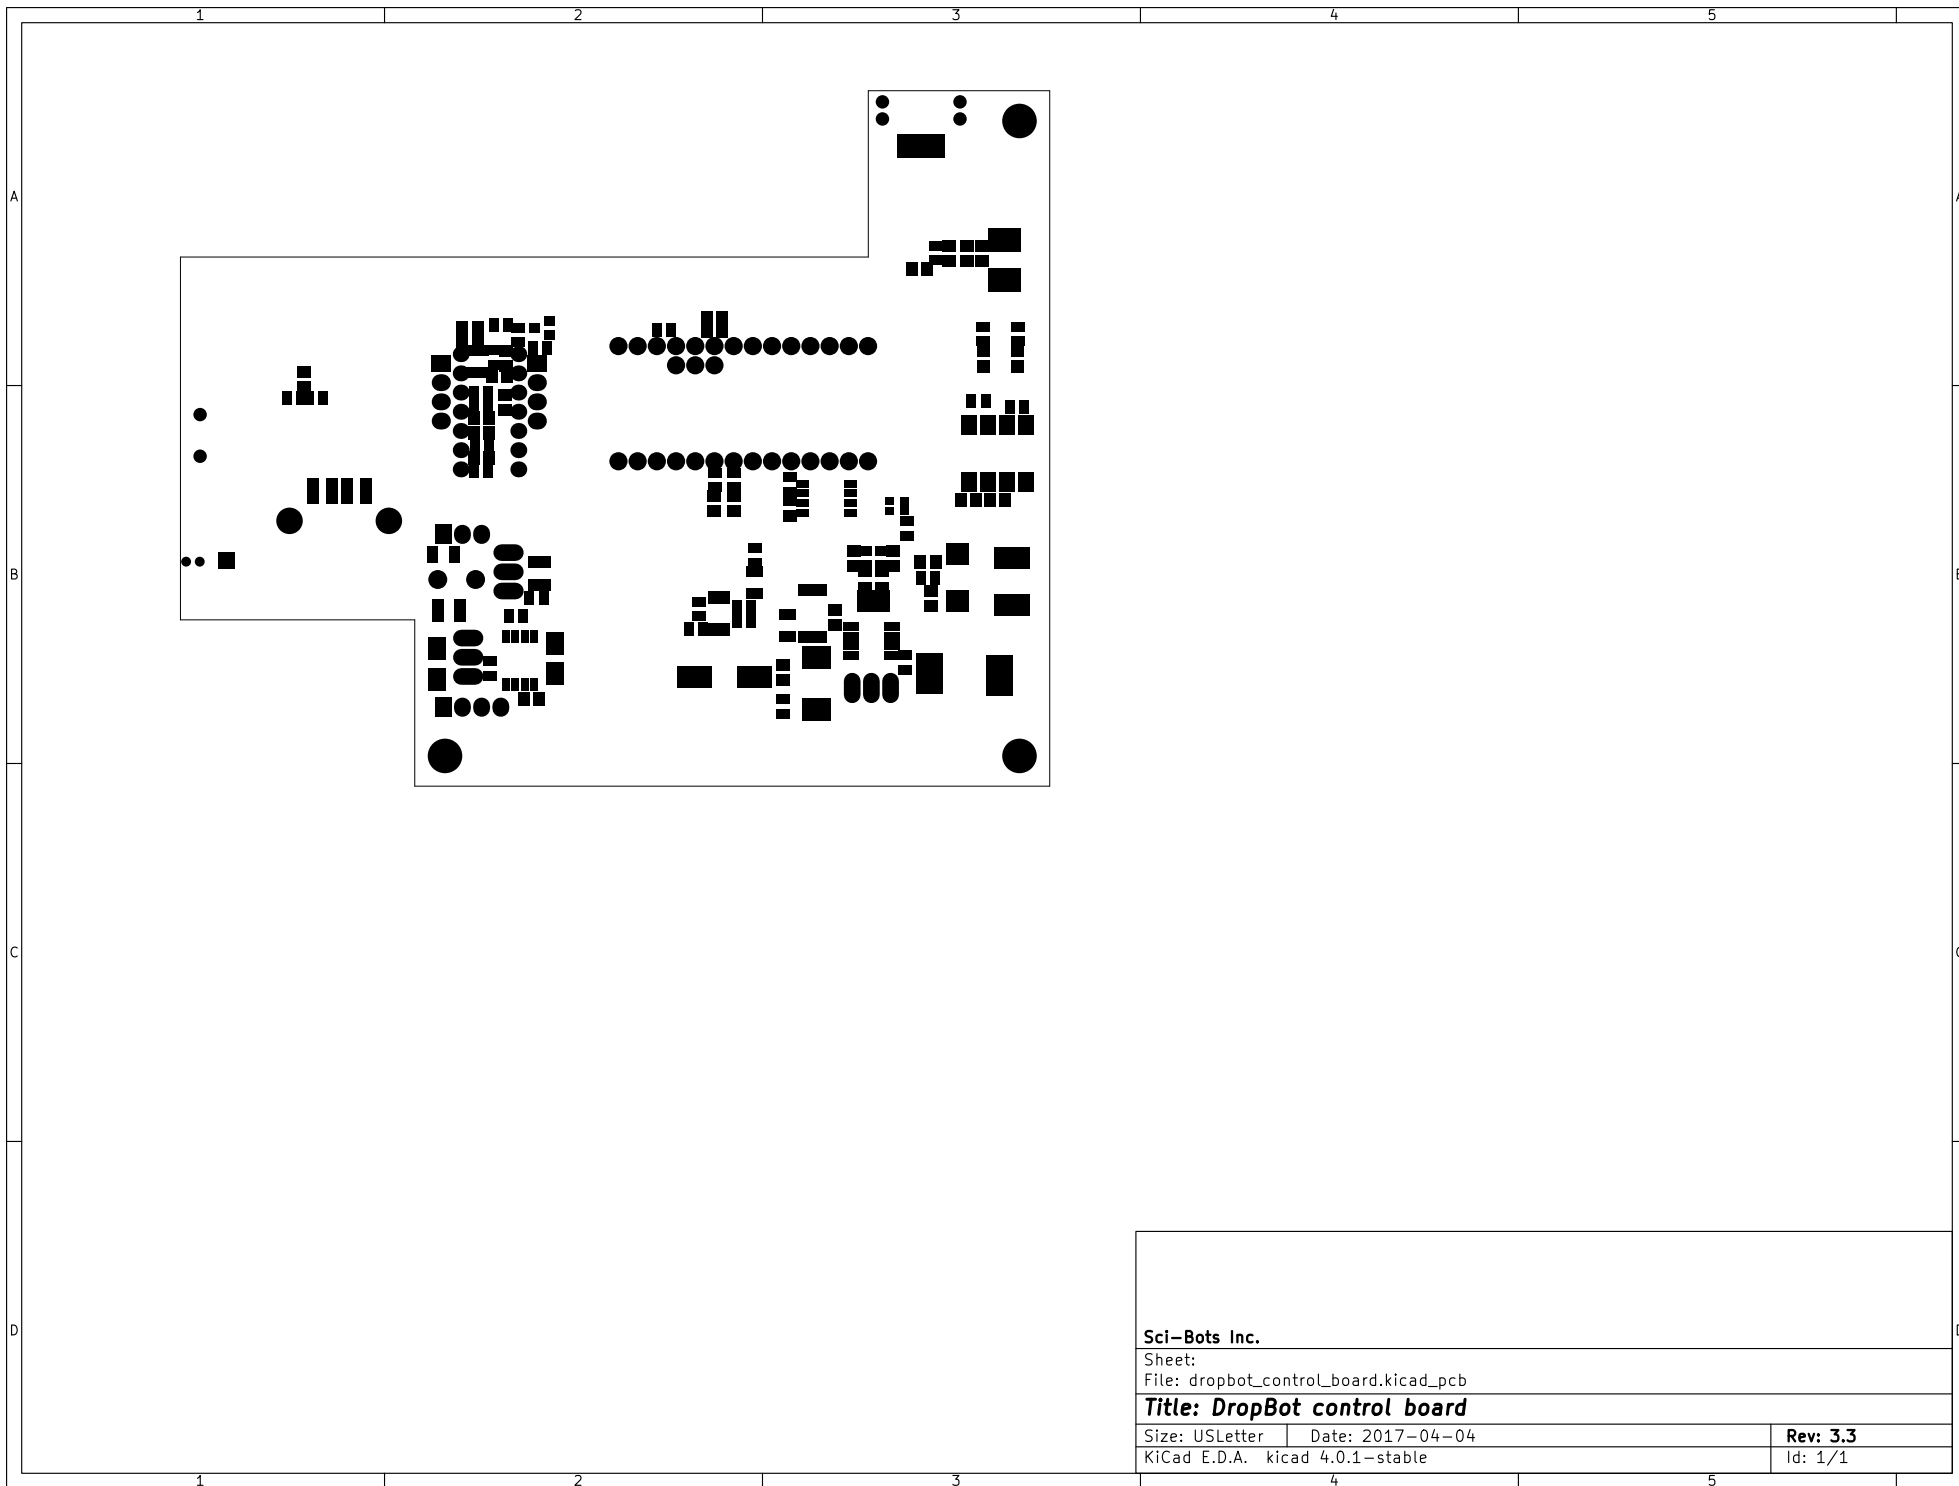 1 2 3 4 5
A A
B B
C C
D D
Sci-Bots Inc.
Sheet:
File: dropbot_control_board.kicad_pcb
Title: DropBot control board
Size: USLetter Date: 2017-04-04 Rev: 3.3
KiCad E.D.A. kicad 4.0.1-stable Id: 1/1
1 2 3 4 5